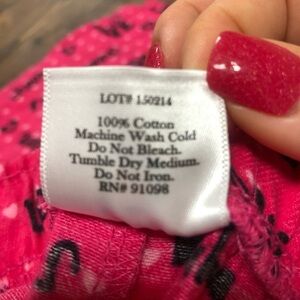 LOT# 150214
100% Cotton
Machine Wash Cold
Do Not Bleach.
Tumble Dry Medium.
Do Not Iron.
RN# 91098